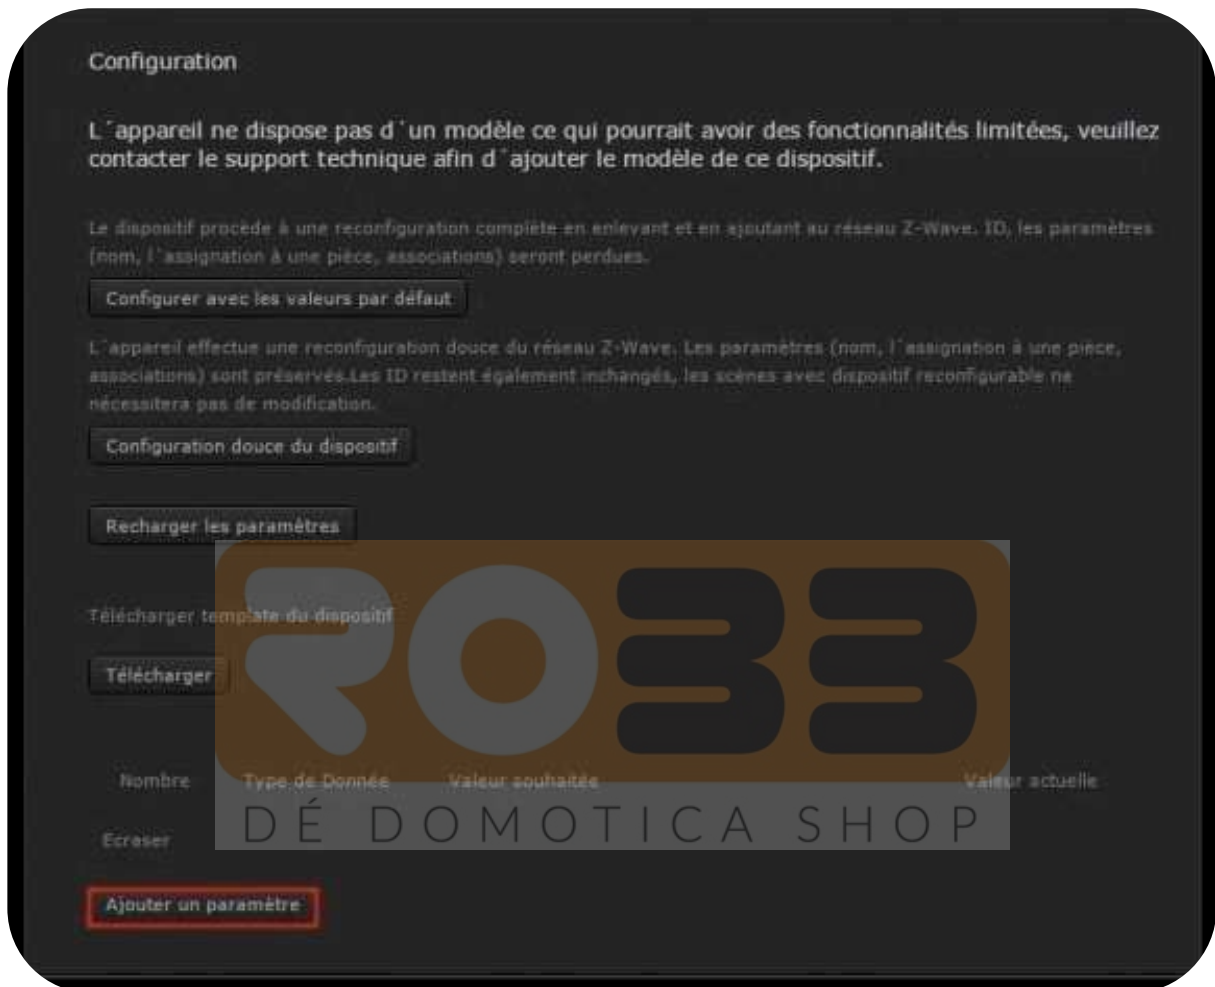 Configuration
L´appareil ne dispose pas d´un modèle ce qui pourrait avoir des fonctionnalités limitées, veuillez
contacter le support technique afin d´ajouter le modèle de ce dispositif.
Le dispositif procède à une reconfiguration complète en enlevant et en ajoutant au réseau Z-Wave. ID, les paramètres
(nom, l´assignation à une pièce, associations) seront perdues.
Configurer avec les valeurs par défaut
L´appareil effectue une reconfiguration douce du réseau Z-Wave. Les paramètres (nom, l´assignation à une pièce,
associations) sont préservés.Les ID restent également inchangés, les scènes avec dispositif reconfigurable ne
nécessitera pas de modification.
Configuration douce du dispositif
Recharger les paramètres
Télécharger template du dispositif
Télécharger
ROBB
Nombre Type de Donnée Valeur souhaitée Valeur actuelle
DÉ DOMOTICA SHOP
Ecraser
Ajouter un paramètre